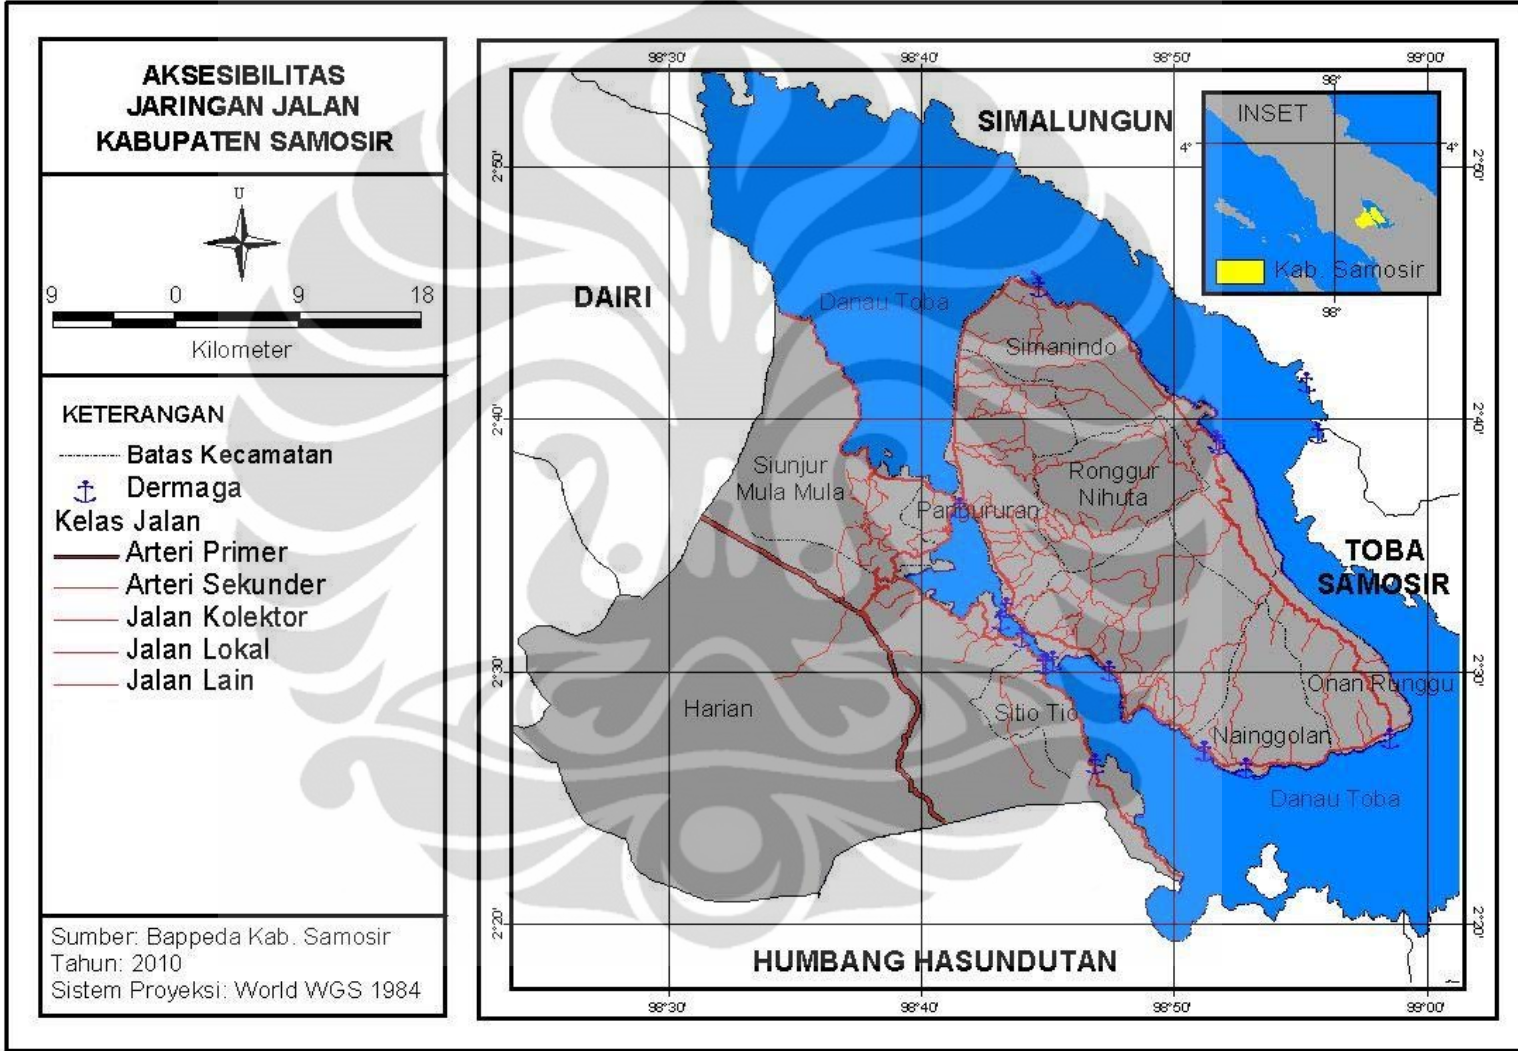 AKSESIBILITAS
JARINGAN JALAN
KABUPATEN SAMOSIR
U
9 0 9 18
Kilometer
KETERANGAN
Batas Kecamatan
Dermaga
Kelas Jalan
Arteri Primer
Arteri Sekunder
Jalan Kolektor
Jalan Lokal
Jalan Lain
Sumber: Bappeda Kab. Samosir
Tahun: 2010
Sistem Proyeksi: World WGS 1984
98°30' 98°40' 98°50' 99°00'
2°50' 2°50'
2°40' 2°40'
2°30' 2°30'
2°20' 2°20'
98°30' 98°40' 98°50' 99°00'
SIMALUNGUN
INSET
98°
4° 4°
Kab. Samosir
98°
DAIRI
Danau Toba
Simanindo
Siunjur
Mula Mula
Ronggur
Nihuta
Pangururan
TOBA
SAMOSIR
Harian
Sitio Tio
Onan Runggu
Nainggolan
Danau Toba
HUMBANG HASUNDUTAN